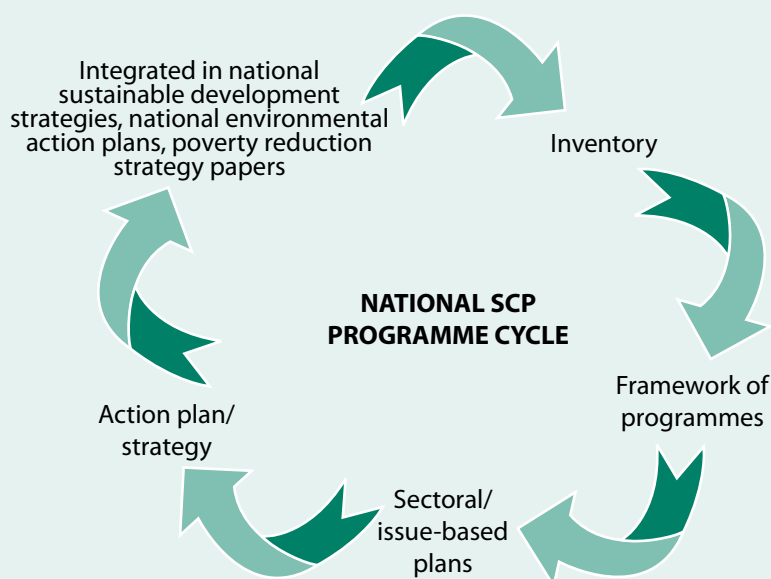 Integrated in national
sustainable development
strategies, national environmental
action plans, poverty reduction
strategy papers
Inventory
NATIONAL SCP
PROGRAMME CYCLE
Framework of
programmes
Action plan/
strategy
Sectoral/
issue-based
plans